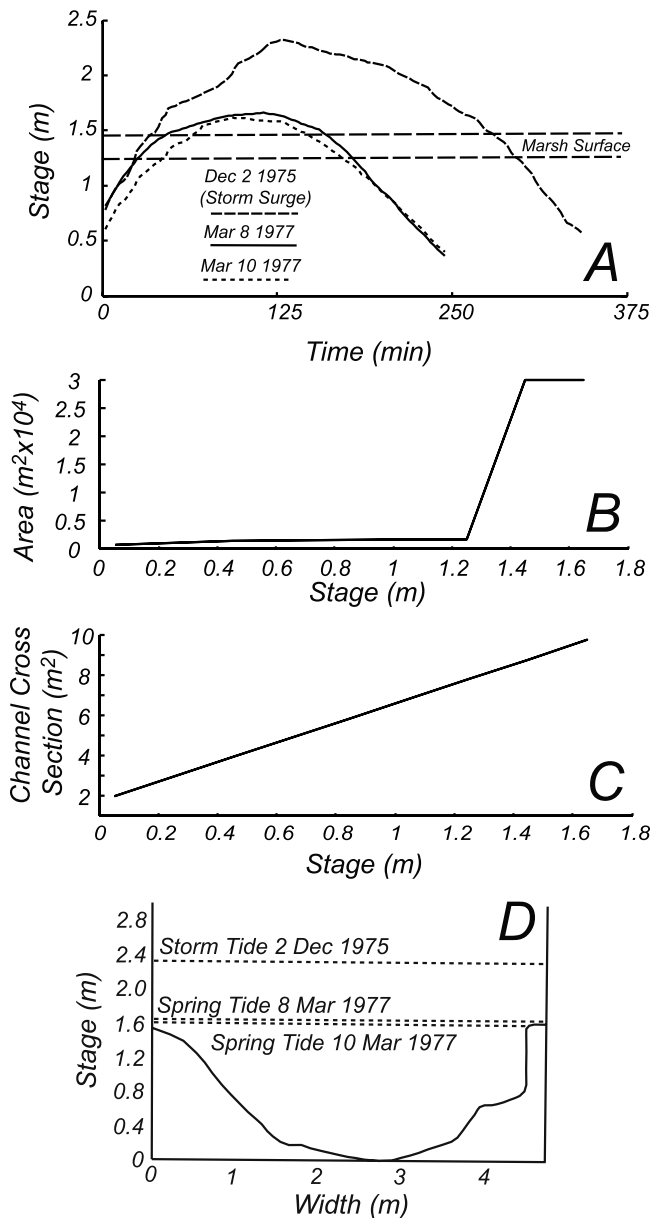 2.5
2
1.5
1
0.5
0
Stage (m)
Marsh Surface
Dec 2 1975
(Storm Surge)
Mar 8 1977
Mar 10 1977
A
0 125 250 375
Time (min)
3
2.5
2
1.5
1
0.5
0
Area (m²x10⁴)
B
0 0.2 0.4 0.6 0.8 1 1.2 1.4 1.6 1.8
Stage (m)
10
8
6
4
2
Channel Cross
Section (m²)
C
0 0.2 0.4 0.6 0.8 1 1.2 1.4 1.6 1.8
Stage (m)
D
2.8
2.4
2.0
1.6
1.2
0.8
0.4
0
Stage (m)
Storm Tide 2 Dec 1975
Spring Tide 8 Mar 1977
Spring Tide 10 Mar 1977
0 1 2 3 4
Width (m)